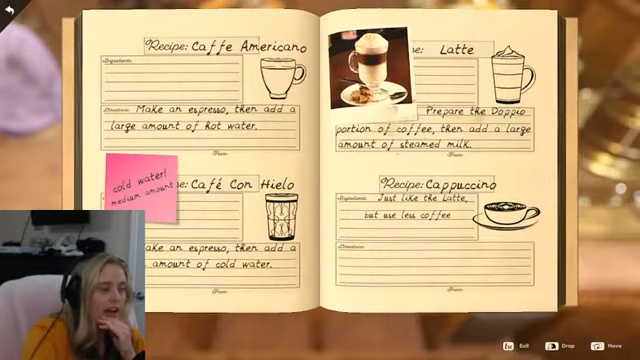 Recipe: Caffe Americano
Ingredients:
Directions: Make an espresso, then add a
large amount of hot water.
From:
cold water!
medium amount
Café Con Hielo
ake an espresso, then add a
amount of cold water.
From:
e: Latte
Prepare the Doppio
portion of coffee, then add a large
amount of steamed milk.
From:
Recipe: Cappuccino
Ingredients: Just like the Latte,
but use less coffee
Directions:
From:
Exit
Drop
Move